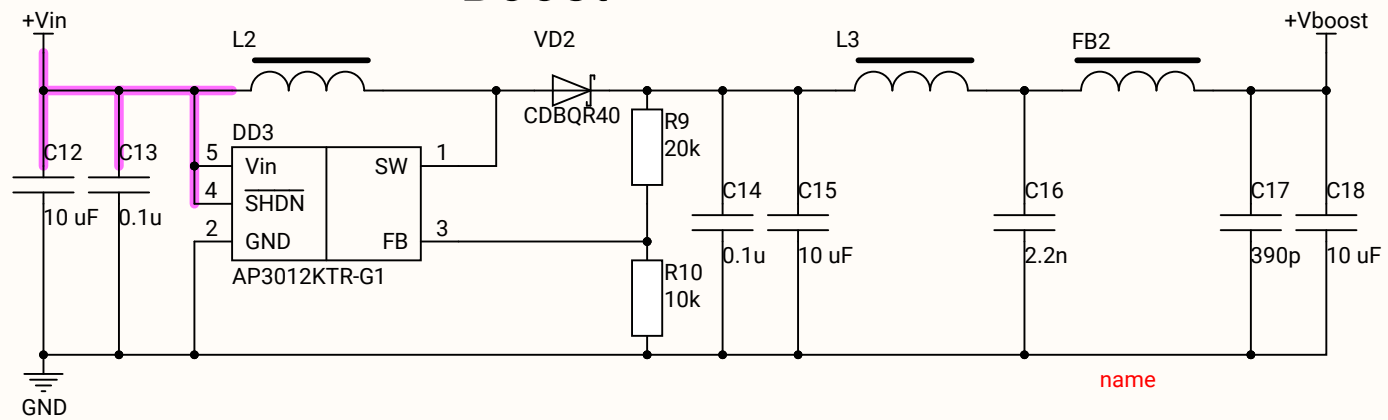 +Vin
+Vboost
L2
VD2
L3
FB2
CDBQR40
R9
20k
C12
C13
DD3
5
Vin
SW
1
4
SHDN
10 uF
0.1u
2
GND
FB
3
AP3012KTR-G1
C14
C15
C16
C17
C18
0.1u
10 uF
2.2n
390p
10 uF
R10
10k
name
GND